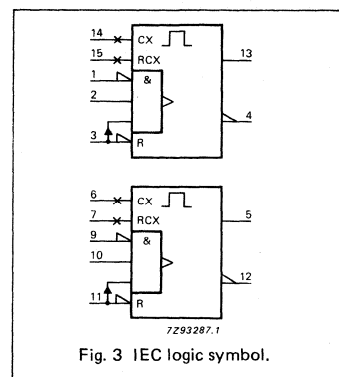 14 CX 13
15 RCX
1 &
2
3 R 4
6 CX 5
7 RCX
9 &
10
11 R 12
7Z93287.1
Fig. 3 IEC logic symbol.